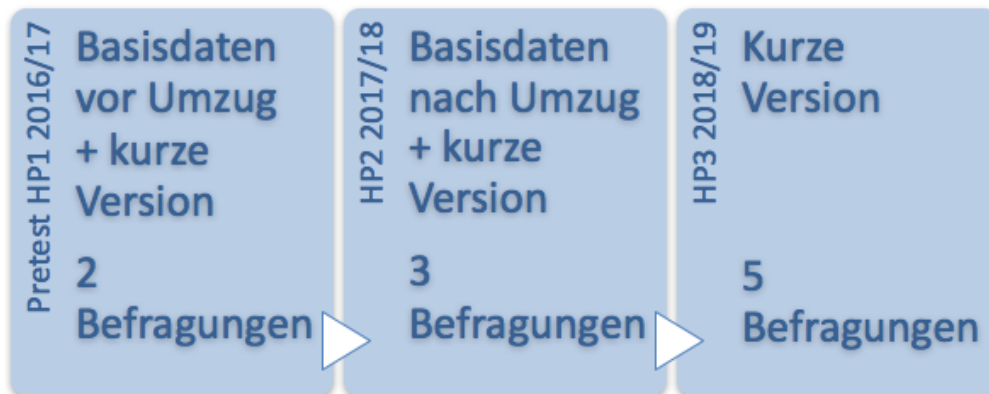 Pretest HP1 2016/17
Basisdaten
vor Umzug
+ kurze
Version
2
Befragungen
HP2 2017/18
Basisdaten
nach Umzug
+ kurze
Version
3
Befragungen
HP3 2018/19
Kurze
Version
5
Befragungen